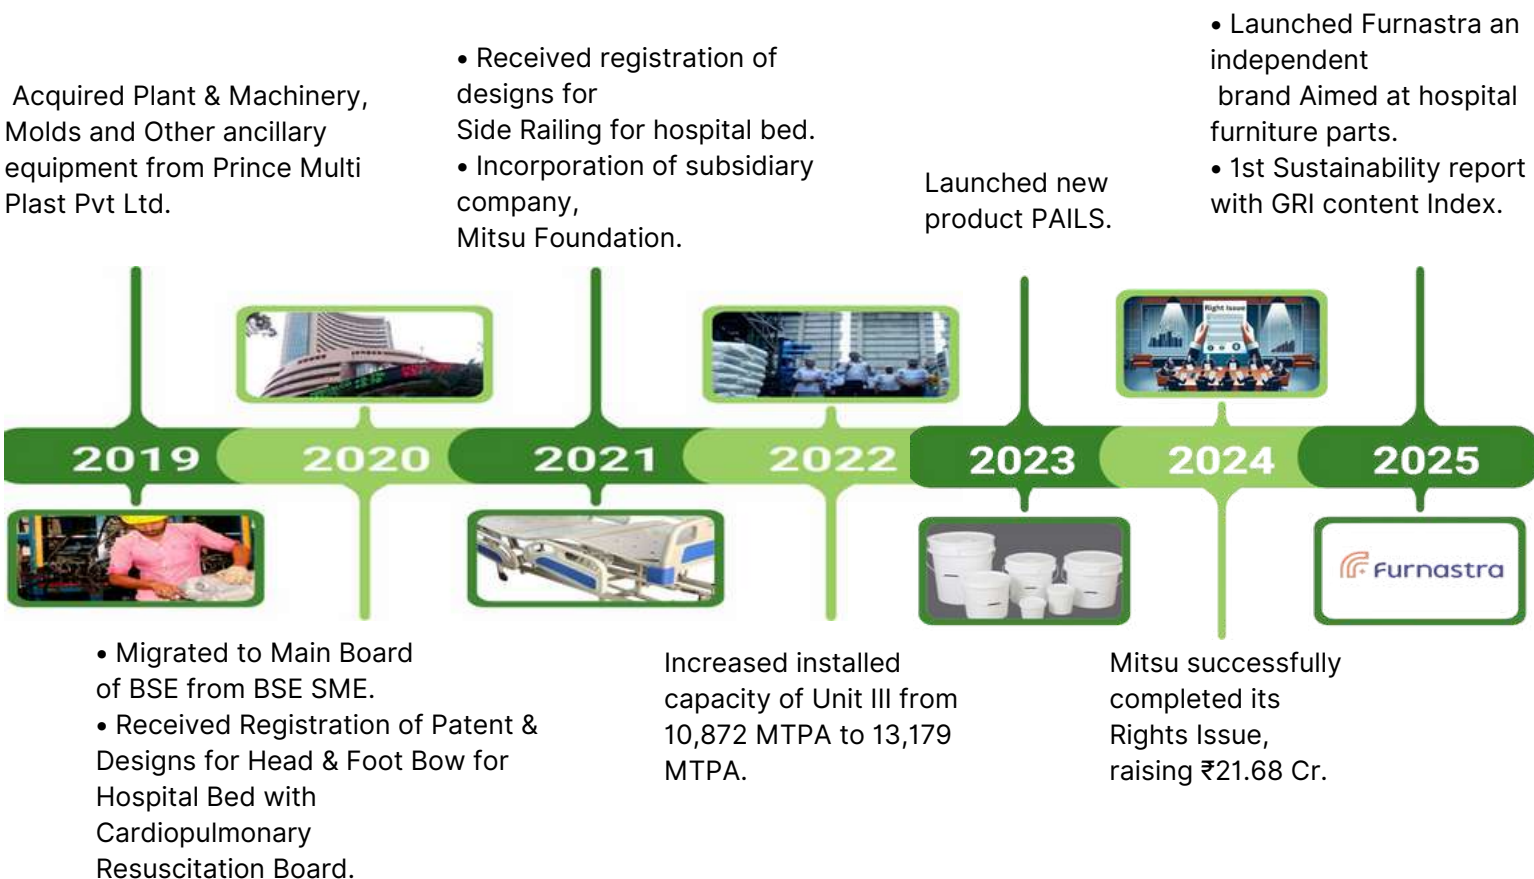 Acquired Plant & Machinery,
Molds and Other ancillary
equipment from Prince Multi
Plast Pvt Ltd.
• Received registration of
designs for
Side Railing for hospital bed.
• Incorporation of subsidiary
company,
Mitsu Foundation.
Launched new
product PAILS.
• Launched Furnastra an
independent
brand Aimed at hospital
furniture parts.
• 1st Sustainability report
with GRI content Index.
Right Issue
2019
2020
2021
2022
2023
2024
2025
Furnastra
• Migrated to Main Board
of BSE from BSE SME.
• Received Registration of Patent &
Designs for Head & Foot Bow for
Hospital Bed with
Cardiopulmonary
Resuscitation Board.
Increased installed
capacity of Unit III from
10,872 MTPA to 13,179
MTPA.
Mitsu successfully
completed its
Rights Issue,
raising ₹21.68 Cr.